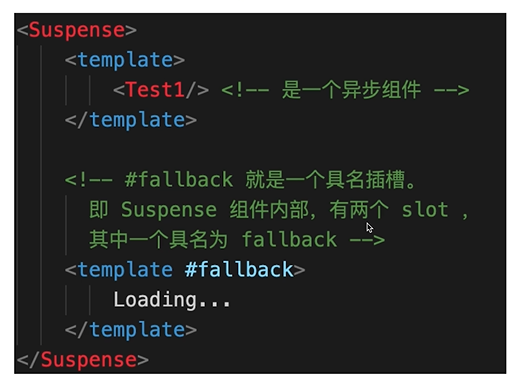 <Suspense>
<template>
<Test1/> <!-- 是一个异步组件 -->
</template>
<!-- #fallback 就是一个具名插槽。
即 Suspense 组件内部，有两个 slot ，
其中一个具名为 fallback -->
<template #fallback>
Loading...
</template>
</Suspense>